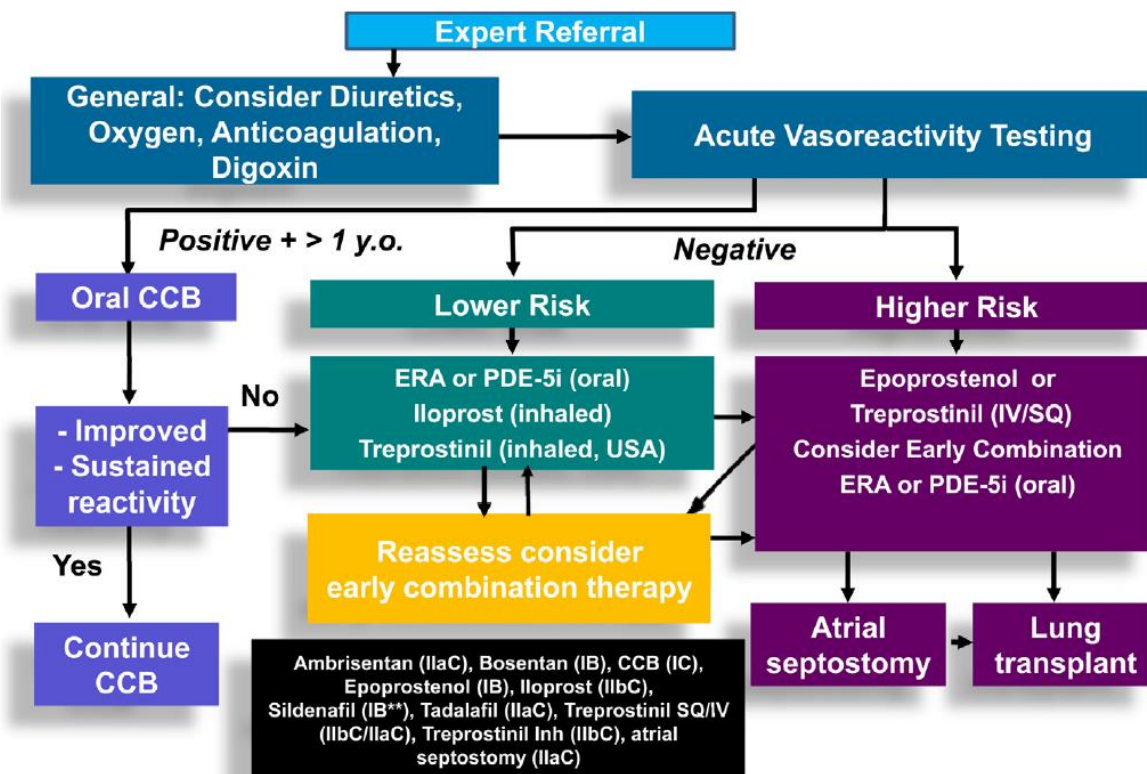 Expert Referral
General: Consider Diuretics,
Oxygen, Anticoagulation,
Digoxin
Acute Vasoreactivity Testing
Positive + > 1 y.o.
Negative
Oral CCB
Lower Risk
Higher Risk
- Improved
- Sustained
reactivity
No
ERA or PDE-5i (oral)
Iloprost (inhaled)
Treprostinil (inhaled, USA)
Epoprostenol or
Treprostinil (IV/SQ)
Consider Early Combination
ERA or PDE-5i (oral)
Reassess consider
early combination therapy
Yes
Continue
CCB
Atrial
septostomy
Lung
transplant
Ambrisentan (IIaC), Bosentan (IB), CCB (IC),
Epoprostenol (IB), Iloprost (IIbC),
Sildenafil (IB**), Tadalafil (IIaC), Treprostinil SQ/IV
(IIbC/IIaC), Treprostinil Inh (IIbC), atrial
septostomy (IIaC)